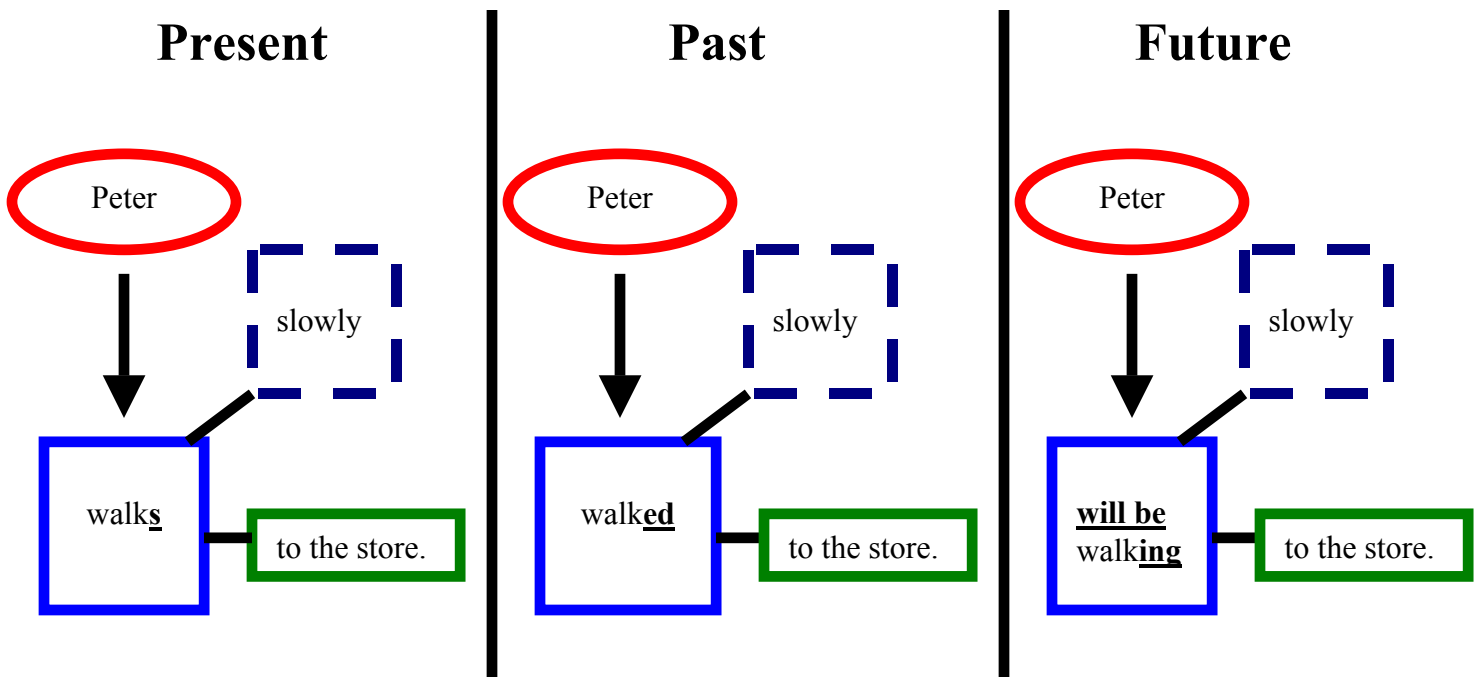 Present
Peter
slowly
walks
to the store.
Past
Peter
slowly
walked
to the store.
Future
Peter
slowly
will be
walking
to the store.